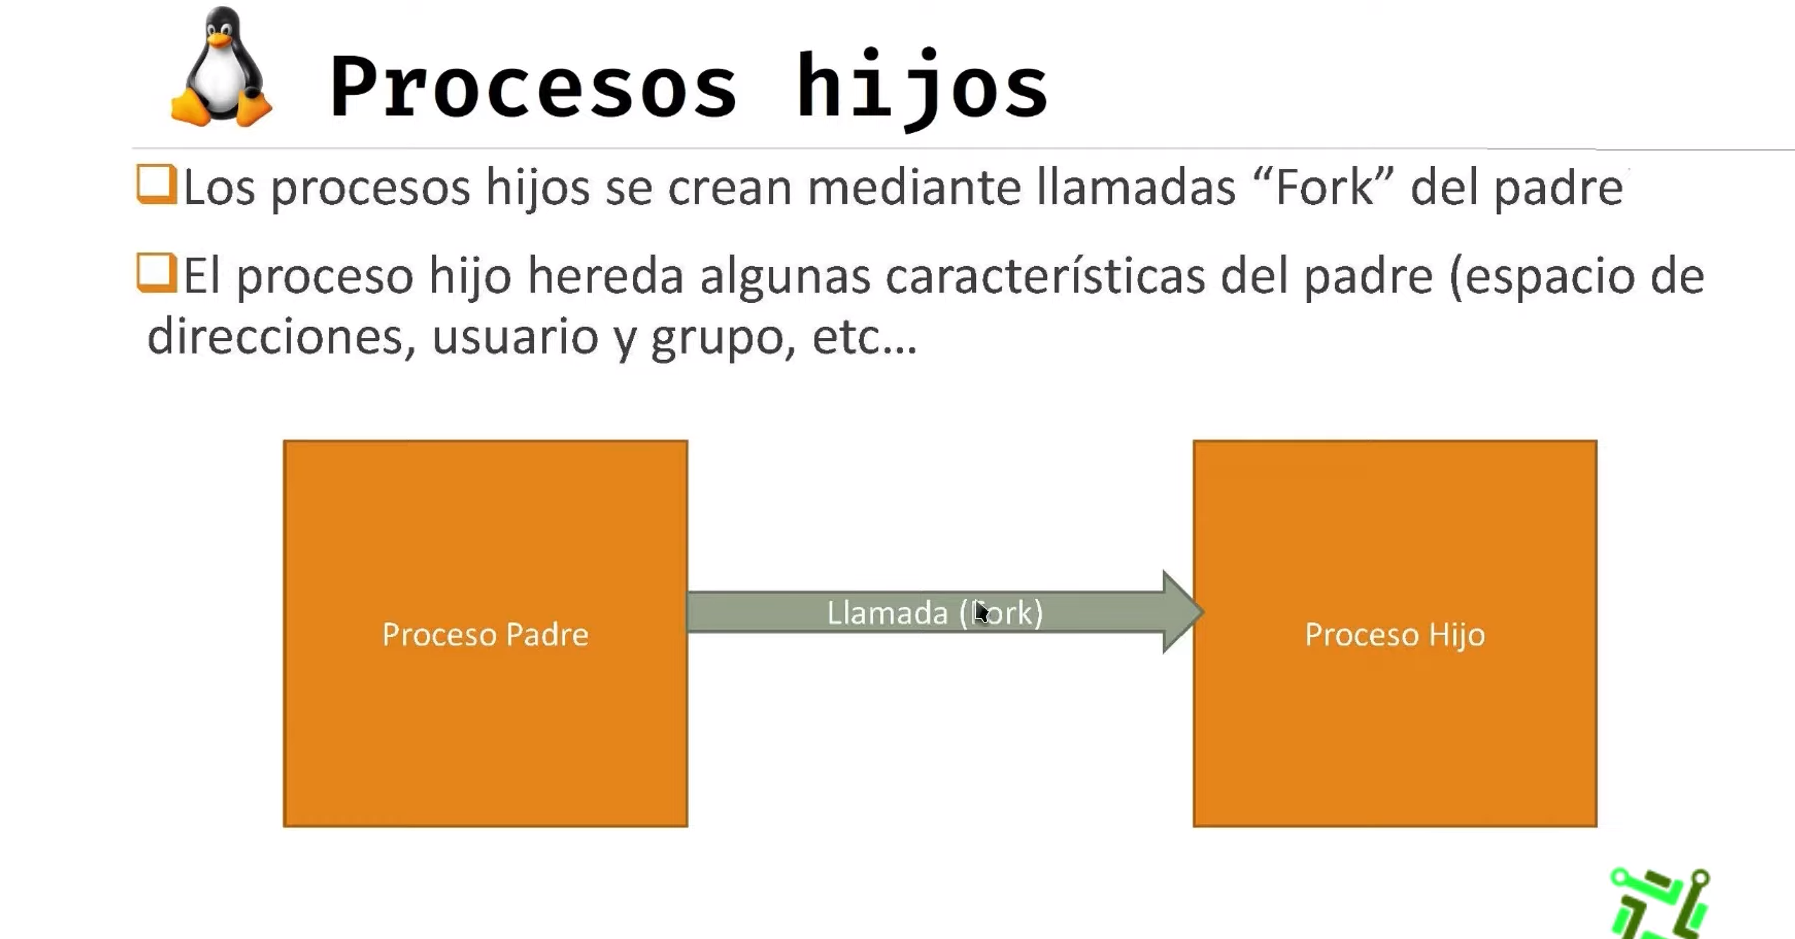 Procesos hijos
Los procesos hijos se crean mediante llamadas “Fork” del padre
El proceso hijo hereda algunas características del padre (espacio de
direcciones, usuario y grupo, etc…
Proceso Padre
Llamada (Fork)
Proceso Hijo